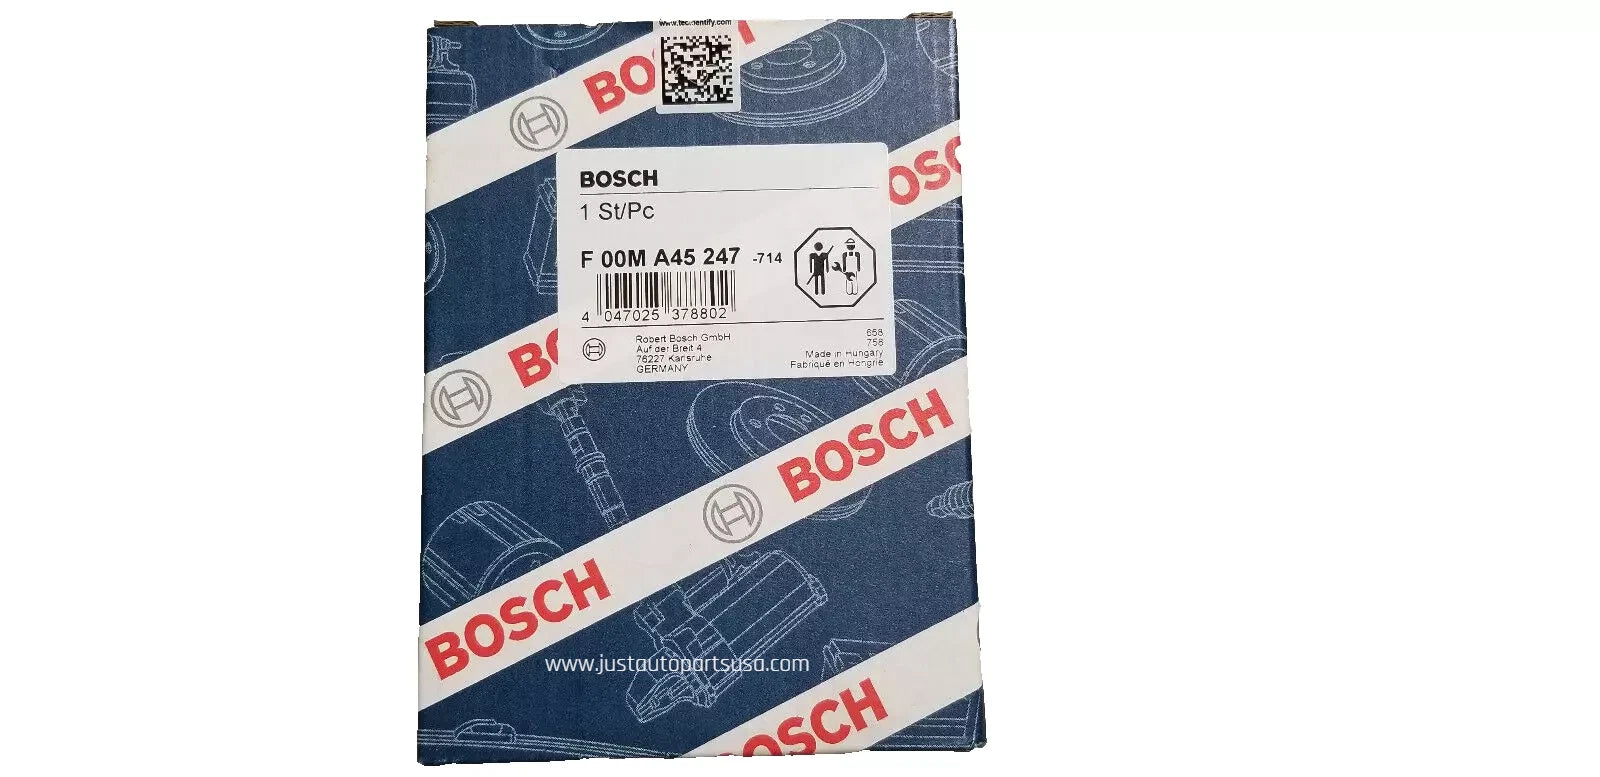 www.tecidentify.com
BOSCH
BOSCH
BOSCH
1 St/Pc
F 00M A45 247 -714
4 047025 378802
Robert Bosch GmbH
Auf der Breit 4
76227 Karlsruhe
GERMANY
658
756
Made in Hungary
Fabriqué en Hongrie
BOSCH
BOSCH
BOSCH
www.justautopartsusa.com
BOSCH